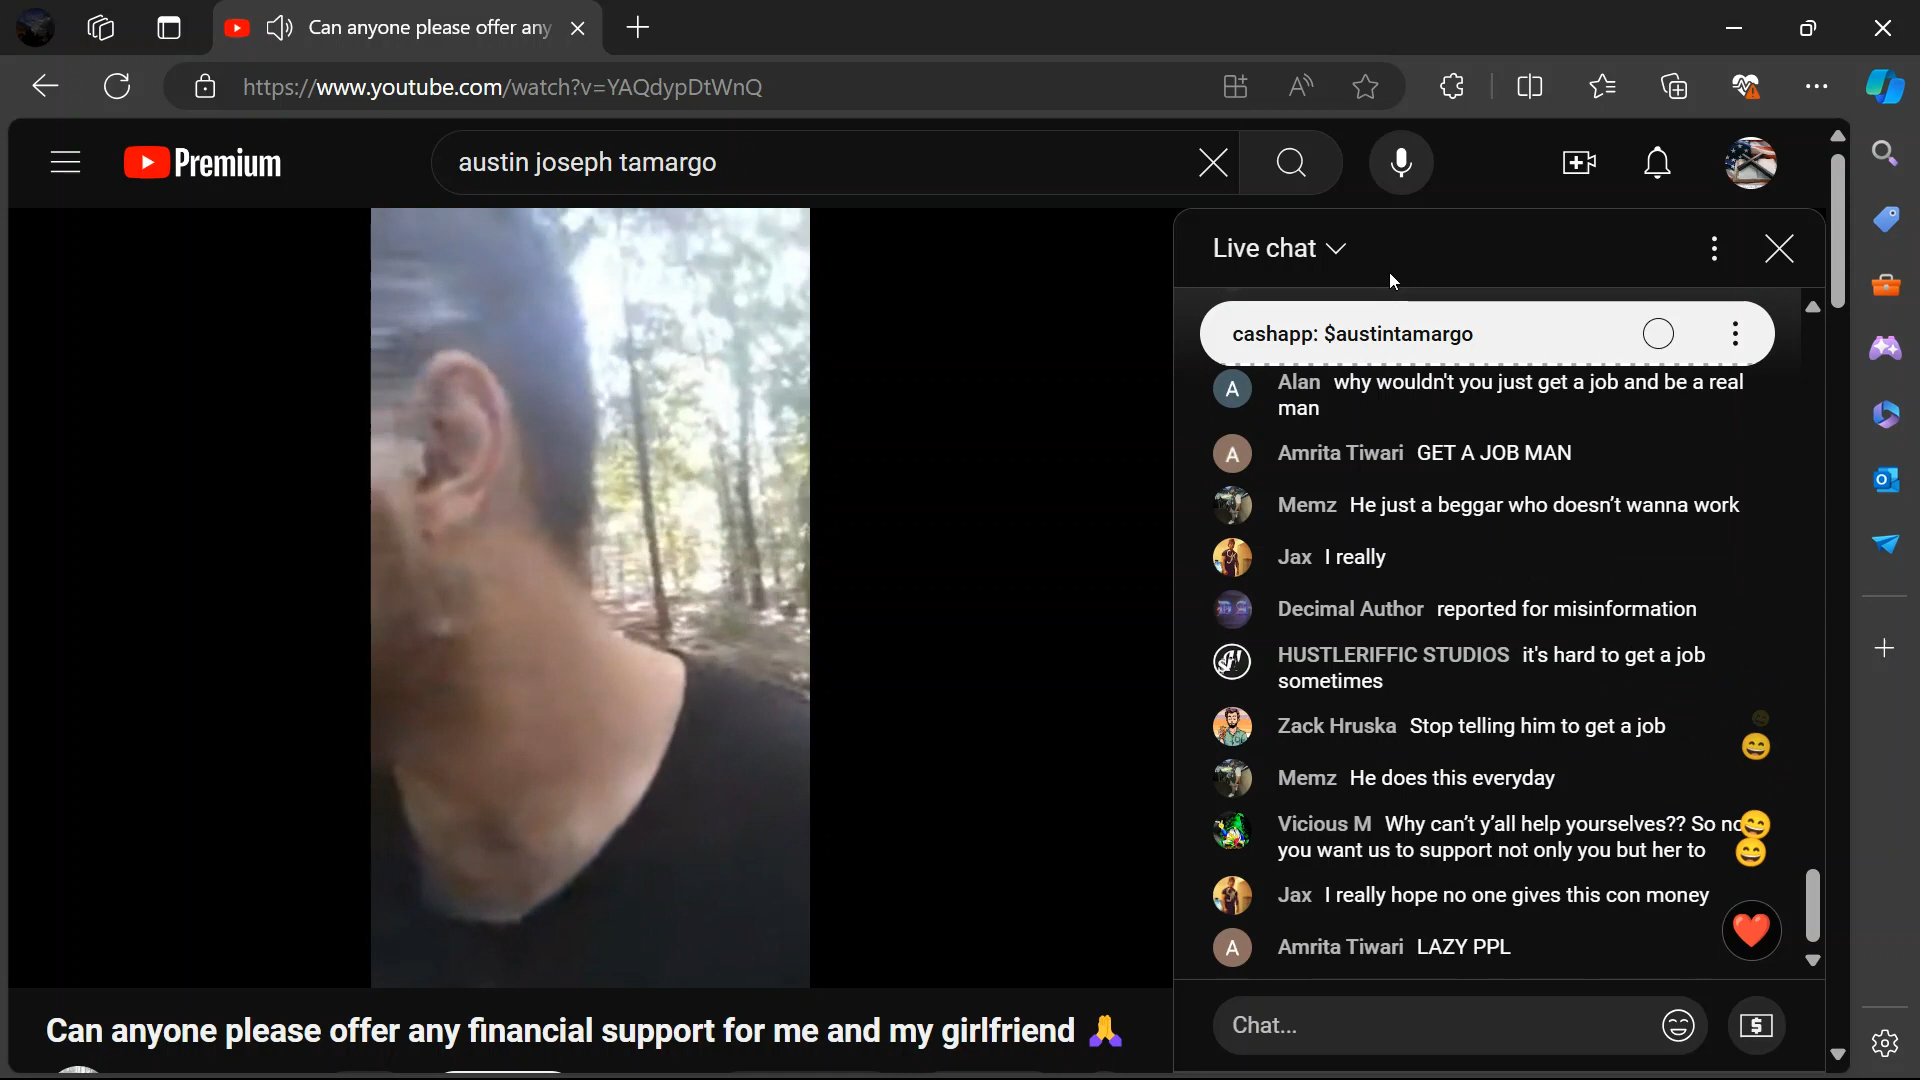 Can anyone please offer any
https://www.youtube.com/watch?v=YAQdypDtWnQ
Premium
austin joseph tamargo
Live chat
cashapp: $austintamargo
A Alan why wouldn't you just get a job and be a real
man
A Amrita Tiwari GET A JOB MAN
Memz He just a beggar who doesn't wanna work
Jax I really
Decimal Author reported for misinformation
HUSTLERIFFIC STUDIOS it's hard to get a job
sometimes
Zack Hruska Stop telling him to get a job
Memz He does this everyday
Vicious M Why can't y'all help yourselves?? So
you want us to support not only you but her to
Jax I really hope no one gives this con money
A Amrita Tiwari LAZY PPL
Chat...
Can anyone please offer any financial support for me and my girlfriend 🙏